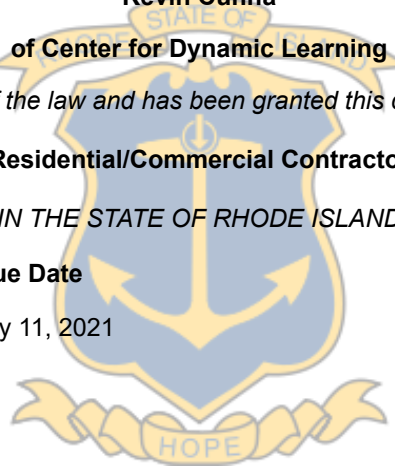 Kevin
STATE OF
RHODE ISLAND
of Center for Dynamic Learning
f the law and has been granted this c
Residential/Commercial Contracto
IN THE STATE OF RHODE ISLAND
ue Date
y 11, 2021
HOPE